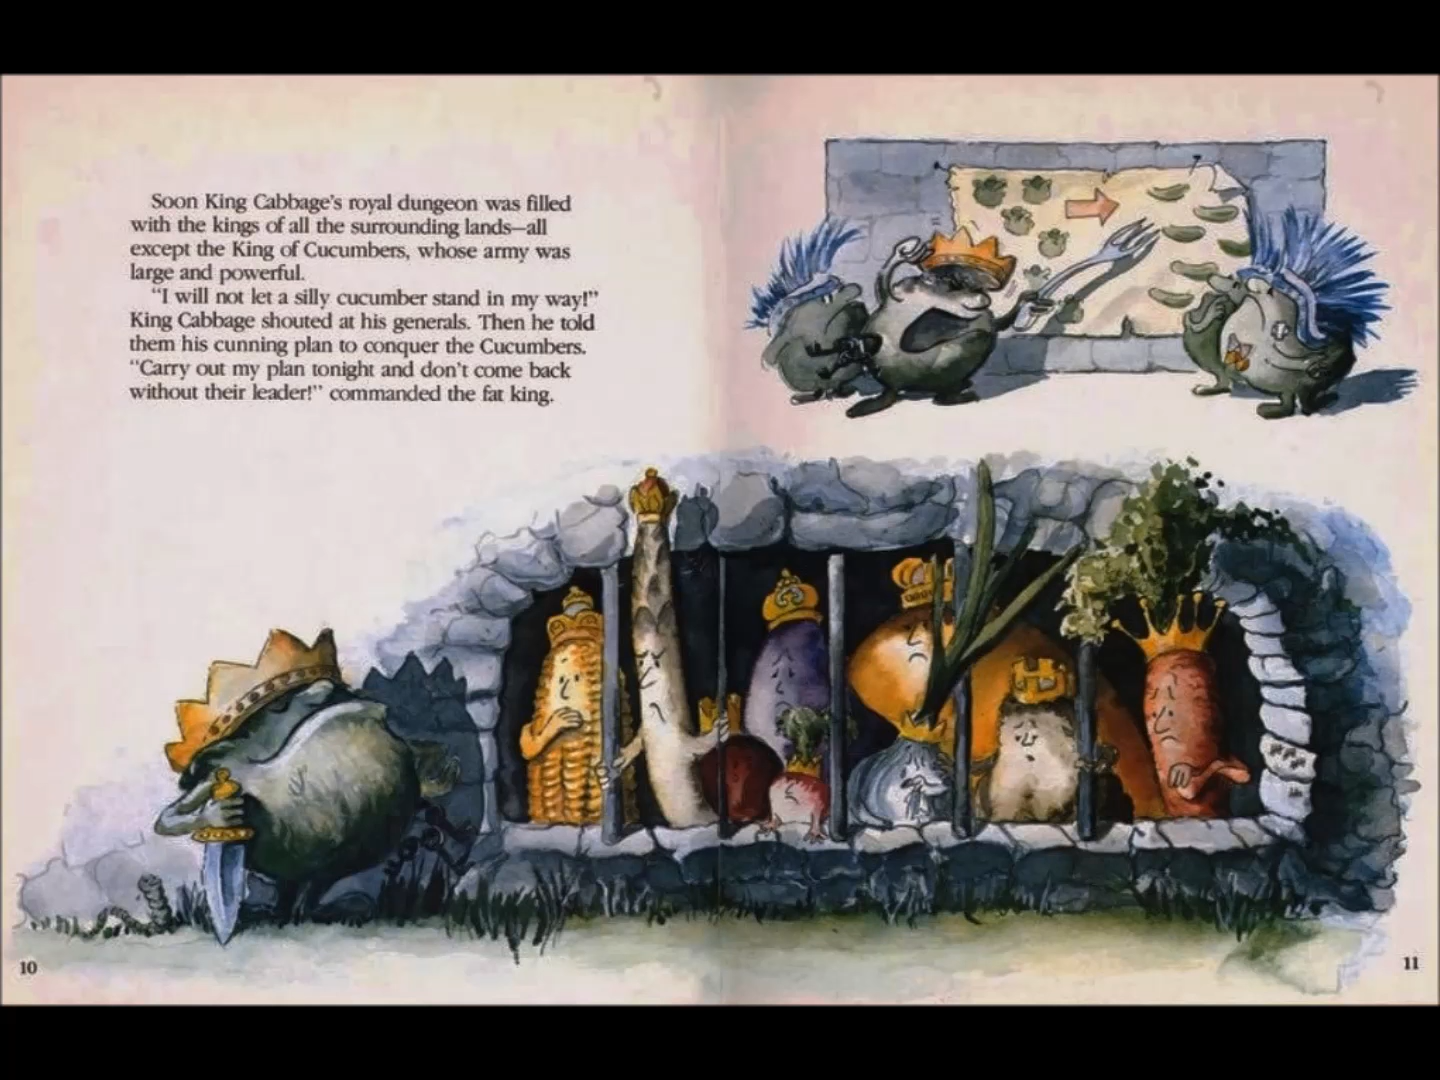 Soon King Cabbage's royal dungeon was filled
with the kings of all the surrounding lands—all
except the King of Cucumbers, whose army was
large and powerful.
"I will not let a silly cucumber stand in my way!"
King Cabbage shouted at his generals. Then he told
them his cunning plan to conquer the Cucumbers.
"Carry out my plan tonight and don't come back
without their leader!" commanded the fat king.
10
11